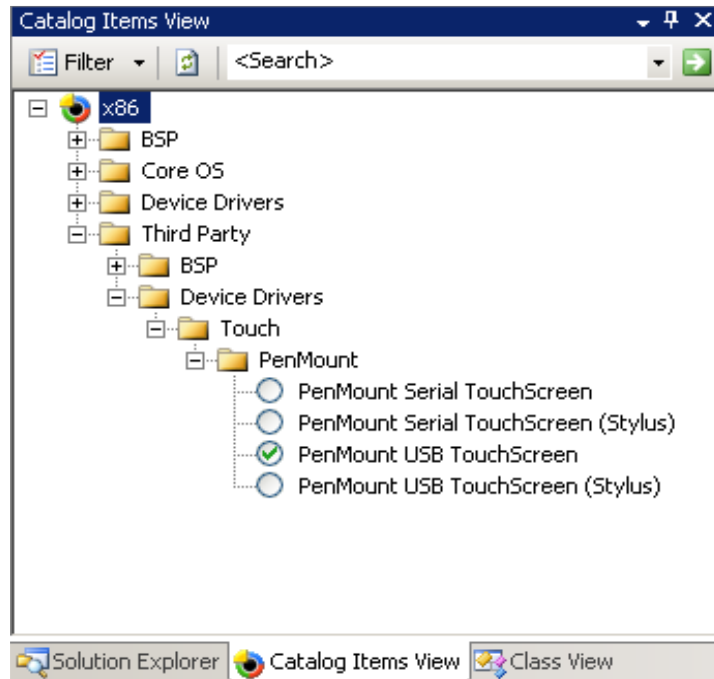 Catalog Items View
Filter <Search>
x86
BSP
Core OS
Device Drivers
Third Party
BSP
Device Drivers
Touch
PenMount
PenMount Serial TouchScreen
PenMount Serial TouchScreen (Stylus)
PenMount USB TouchScreen
PenMount USB TouchScreen (Stylus)
Solution Explorer Catalog Items View Class View